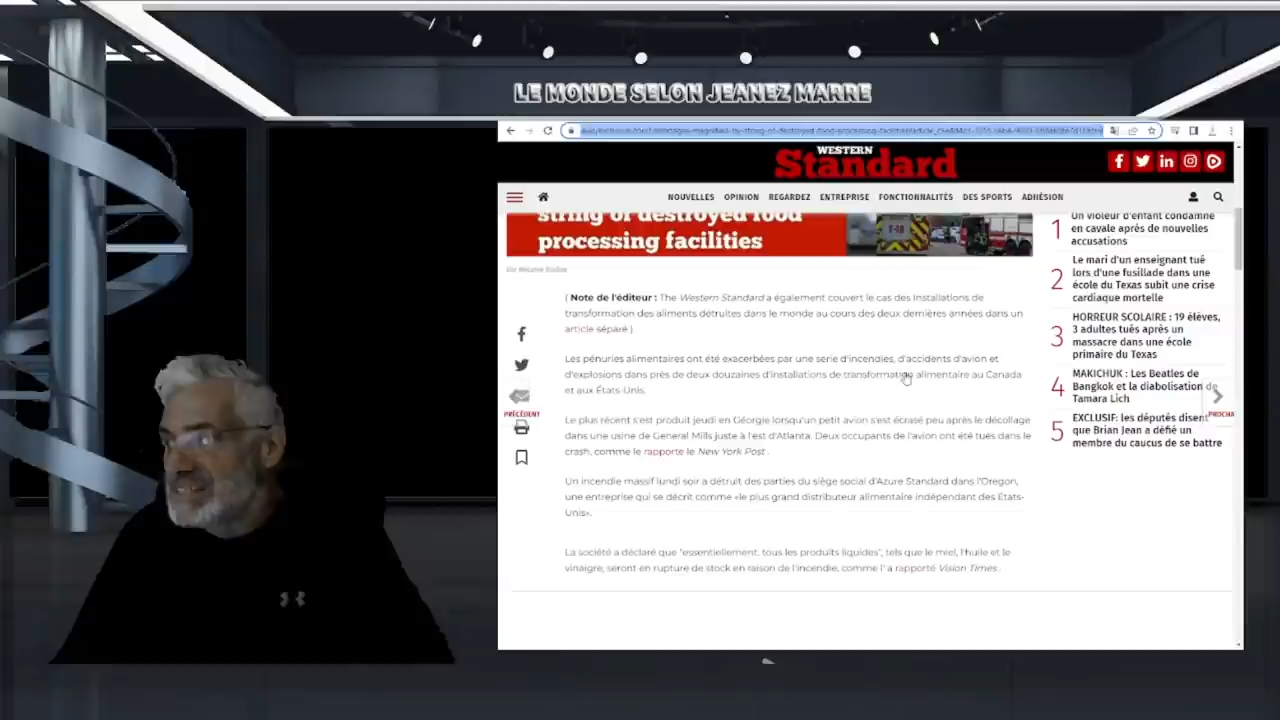 LE MONDE SELON JEANEZ MARRE
WESTERN
Standard
NOUVELLES OPINION REGARDEZ ENTREPRISE FONCTIONNALITÉS DES SPORTS ADHÉSION
string of destroyed food
processing facilities
( Note de l'éditeur : The Western Standard a également couvert le cas des installations de
transformation des aliments détruites dans le monde au cours des deux dernières années dans un
article séparé )
Les pénuries alimentaires ont été exacerbées par une série d'incendies, d'accidents d'avion et
d'explosions dans près de deux douzaines d'installations de transformation alimentaire au Canada
et aux États-Unis.
PRÉCÉDENT
Le plus récent s'est produit jeudi en Géorgie lorsqu'un petit avion s'est écrasé peu après le décollage
dans une usine de General Mills juste à l'est d'Atlanta. Deux occupants de l'avion ont été tués dans le
crash, comme le rapporte le New York Post .
Un incendie massif lundi soir a détruit des parties du siège social d'Azure Standard dans l'Oregon,
une entreprise qui se décrit comme «le plus grand distributeur alimentaire indépendant des États-
Unis».
La société a déclaré que "essentiellement, tous les produits liquides", tels que le miel, l'huile et le
vinaigre, seront en rupture de stock en raison de l'incendie, comme l' a rapporté Vision Times .
1 Un violeur d'enfant condamné
en cavale après de nouvelles
accusations
2 Le mari d'un enseignant tué
lors d'une fusillade dans une
école du Texas subit une crise
cardiaque mortelle
3 HORREUR SCOLAIRE : 19 élèves,
3 adultes tués après un
massacre dans une école
primaire du Texas
4 MAKICHUK : Les Beatles de
Bangkok et la diabolisation de
Tamara Lich
PROCHA
5 EXCLUSIF: les députés disent
que Brian Jean a défié un
membre du caucus de se battre